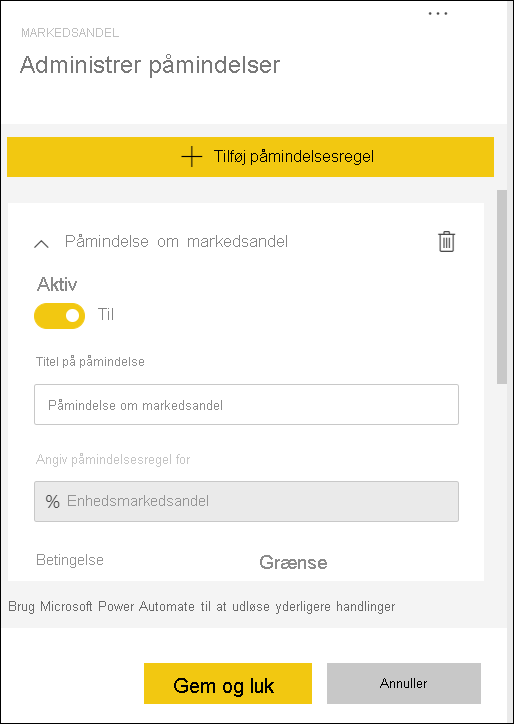 MARKEDSANDEL
Administrer påmindelser
Tilføj påmindelsesregel
Påmindelse om markedsandel
Aktiv
Til
Titel på påmindelse
Påmindelse om markedsandel
Angiv påmindelsesregel for
% Enhedsmarkedsandel
Betingelse Grænse
Brug Microsoft Power Automate til at udløse yderligere handlinger
Gem og luk Annuller